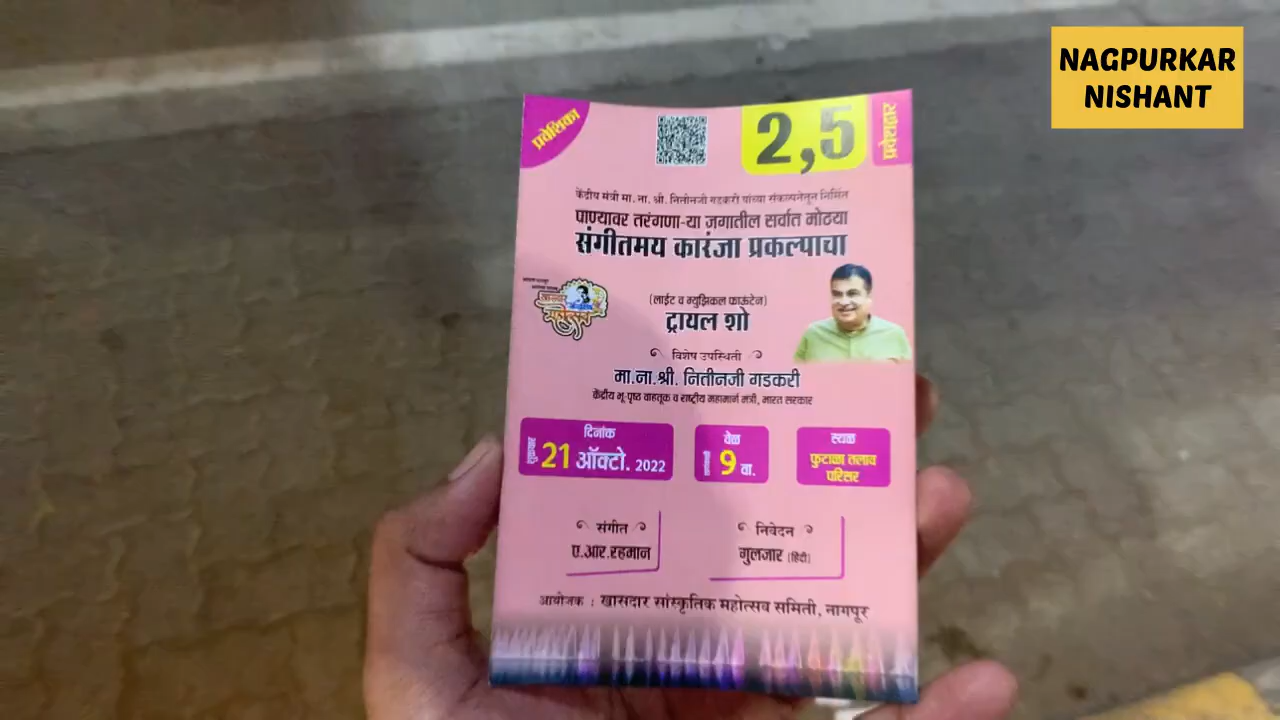 NAGPURKAR
NISHANT
प्रवेशिका
2,5
प्रवेशद्वार
केंद्रीय मंत्री मा. ना. श्री. नितीनजी गडकरी यांच्या संकल्पनेतून निर्मित
पाण्यावर तरंगणा-या जगातील सर्वात मोठया
संगीतमय कारंजा प्रकल्पाचा
(लाईट व म्युझिकल फाऊंटेन)
ट्रायल शो
विशेष उपस्थिती
मा.ना.श्री. नितीनजी गडकरी
केंद्रीय भू-पृष्ठ वाहतूक व राष्ट्रीय महामार्ग मंत्री, भारत सरकार
दिनांक
शुक्रवार 21 ऑक्टो. 2022
वेळ
9 वा.
स्थळ
फुटाळा तलाव
परिसर
संगीत
ए.आर.रहमान
निवेदन
गुलजार (हिंदी)
आयोजक : खासदार सांस्कृतिक महोत्सव समिती, नागपूर